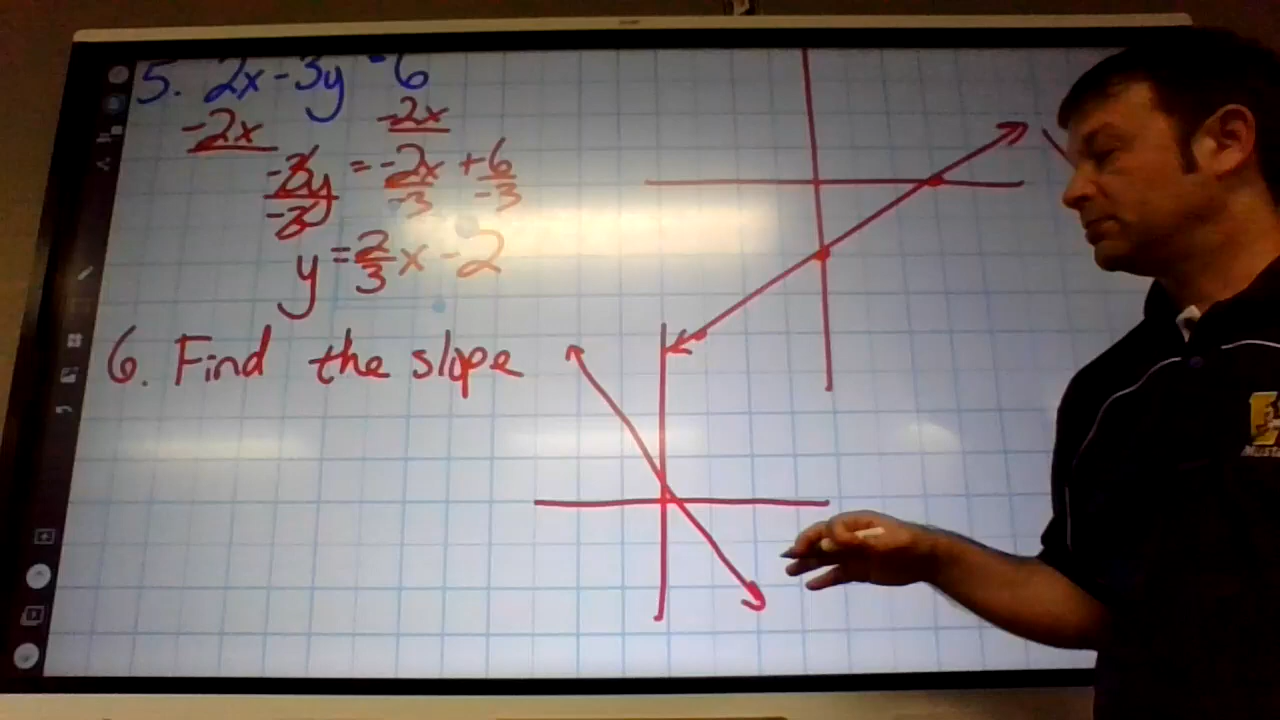 5. 2x-3y = 6
-2x -2x
-3y = -2x + 6
-3 -3 -3
y = 2/3 x - 2
6. Find the slope